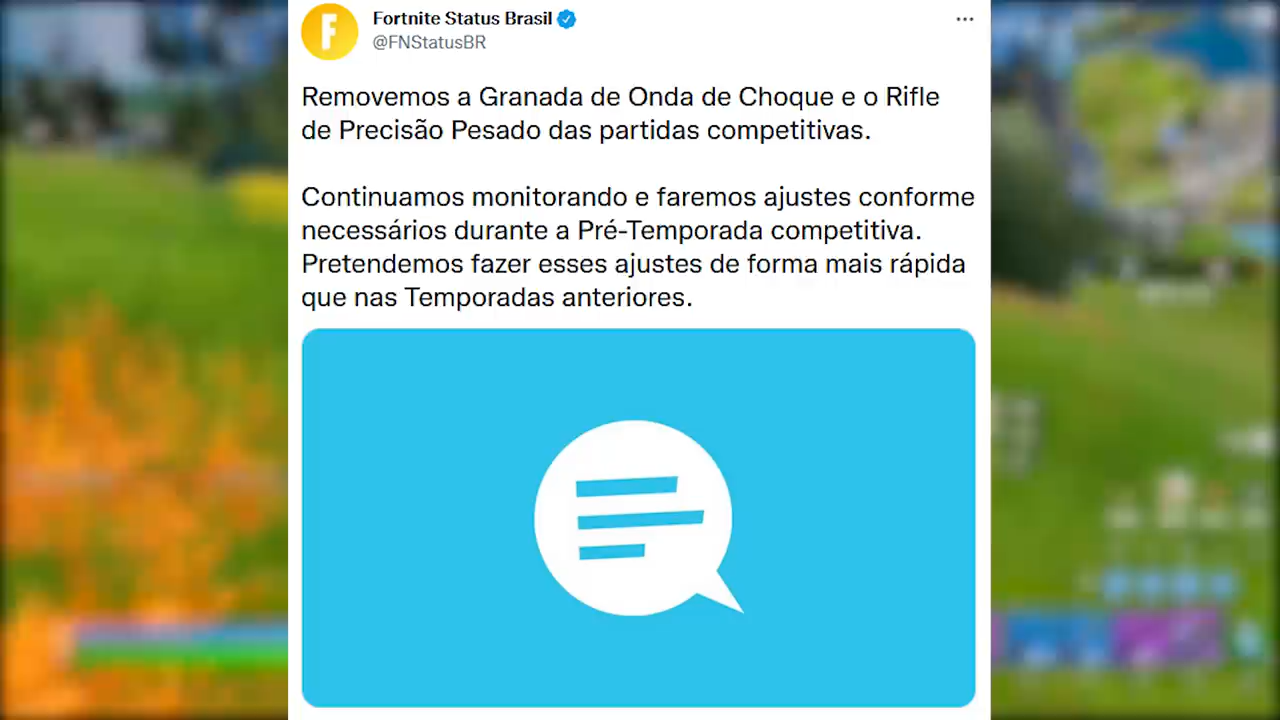 Fortnite Status Brasil
@FNStatusBR
Removemos a Granada de Onda de Choque e o Rifle
de Precisão Pesado das partidas competitivas.
Continuamos monitorando e faremos ajustes conforme
necessários durante a Pré-Temporada competitiva.
Pretendemos fazer esses ajustes de forma mais rápida
que nas Temporadas anteriores.